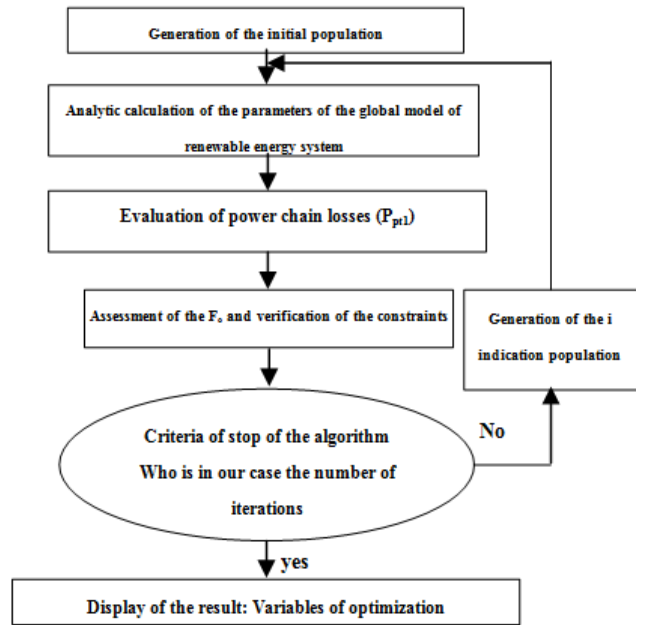 Generation of the initial population
Analytic calculation of the parameters of the global model of
renewable energy system
Evaluation of power chain losses (Pptl)
Assessment of the Fo and verification of the constraints
Generation of the i
indication population
Criteria of stop of the algorithm
Who is in our case the number of
iterations
No
yes
Display of the result: Variables of optimization